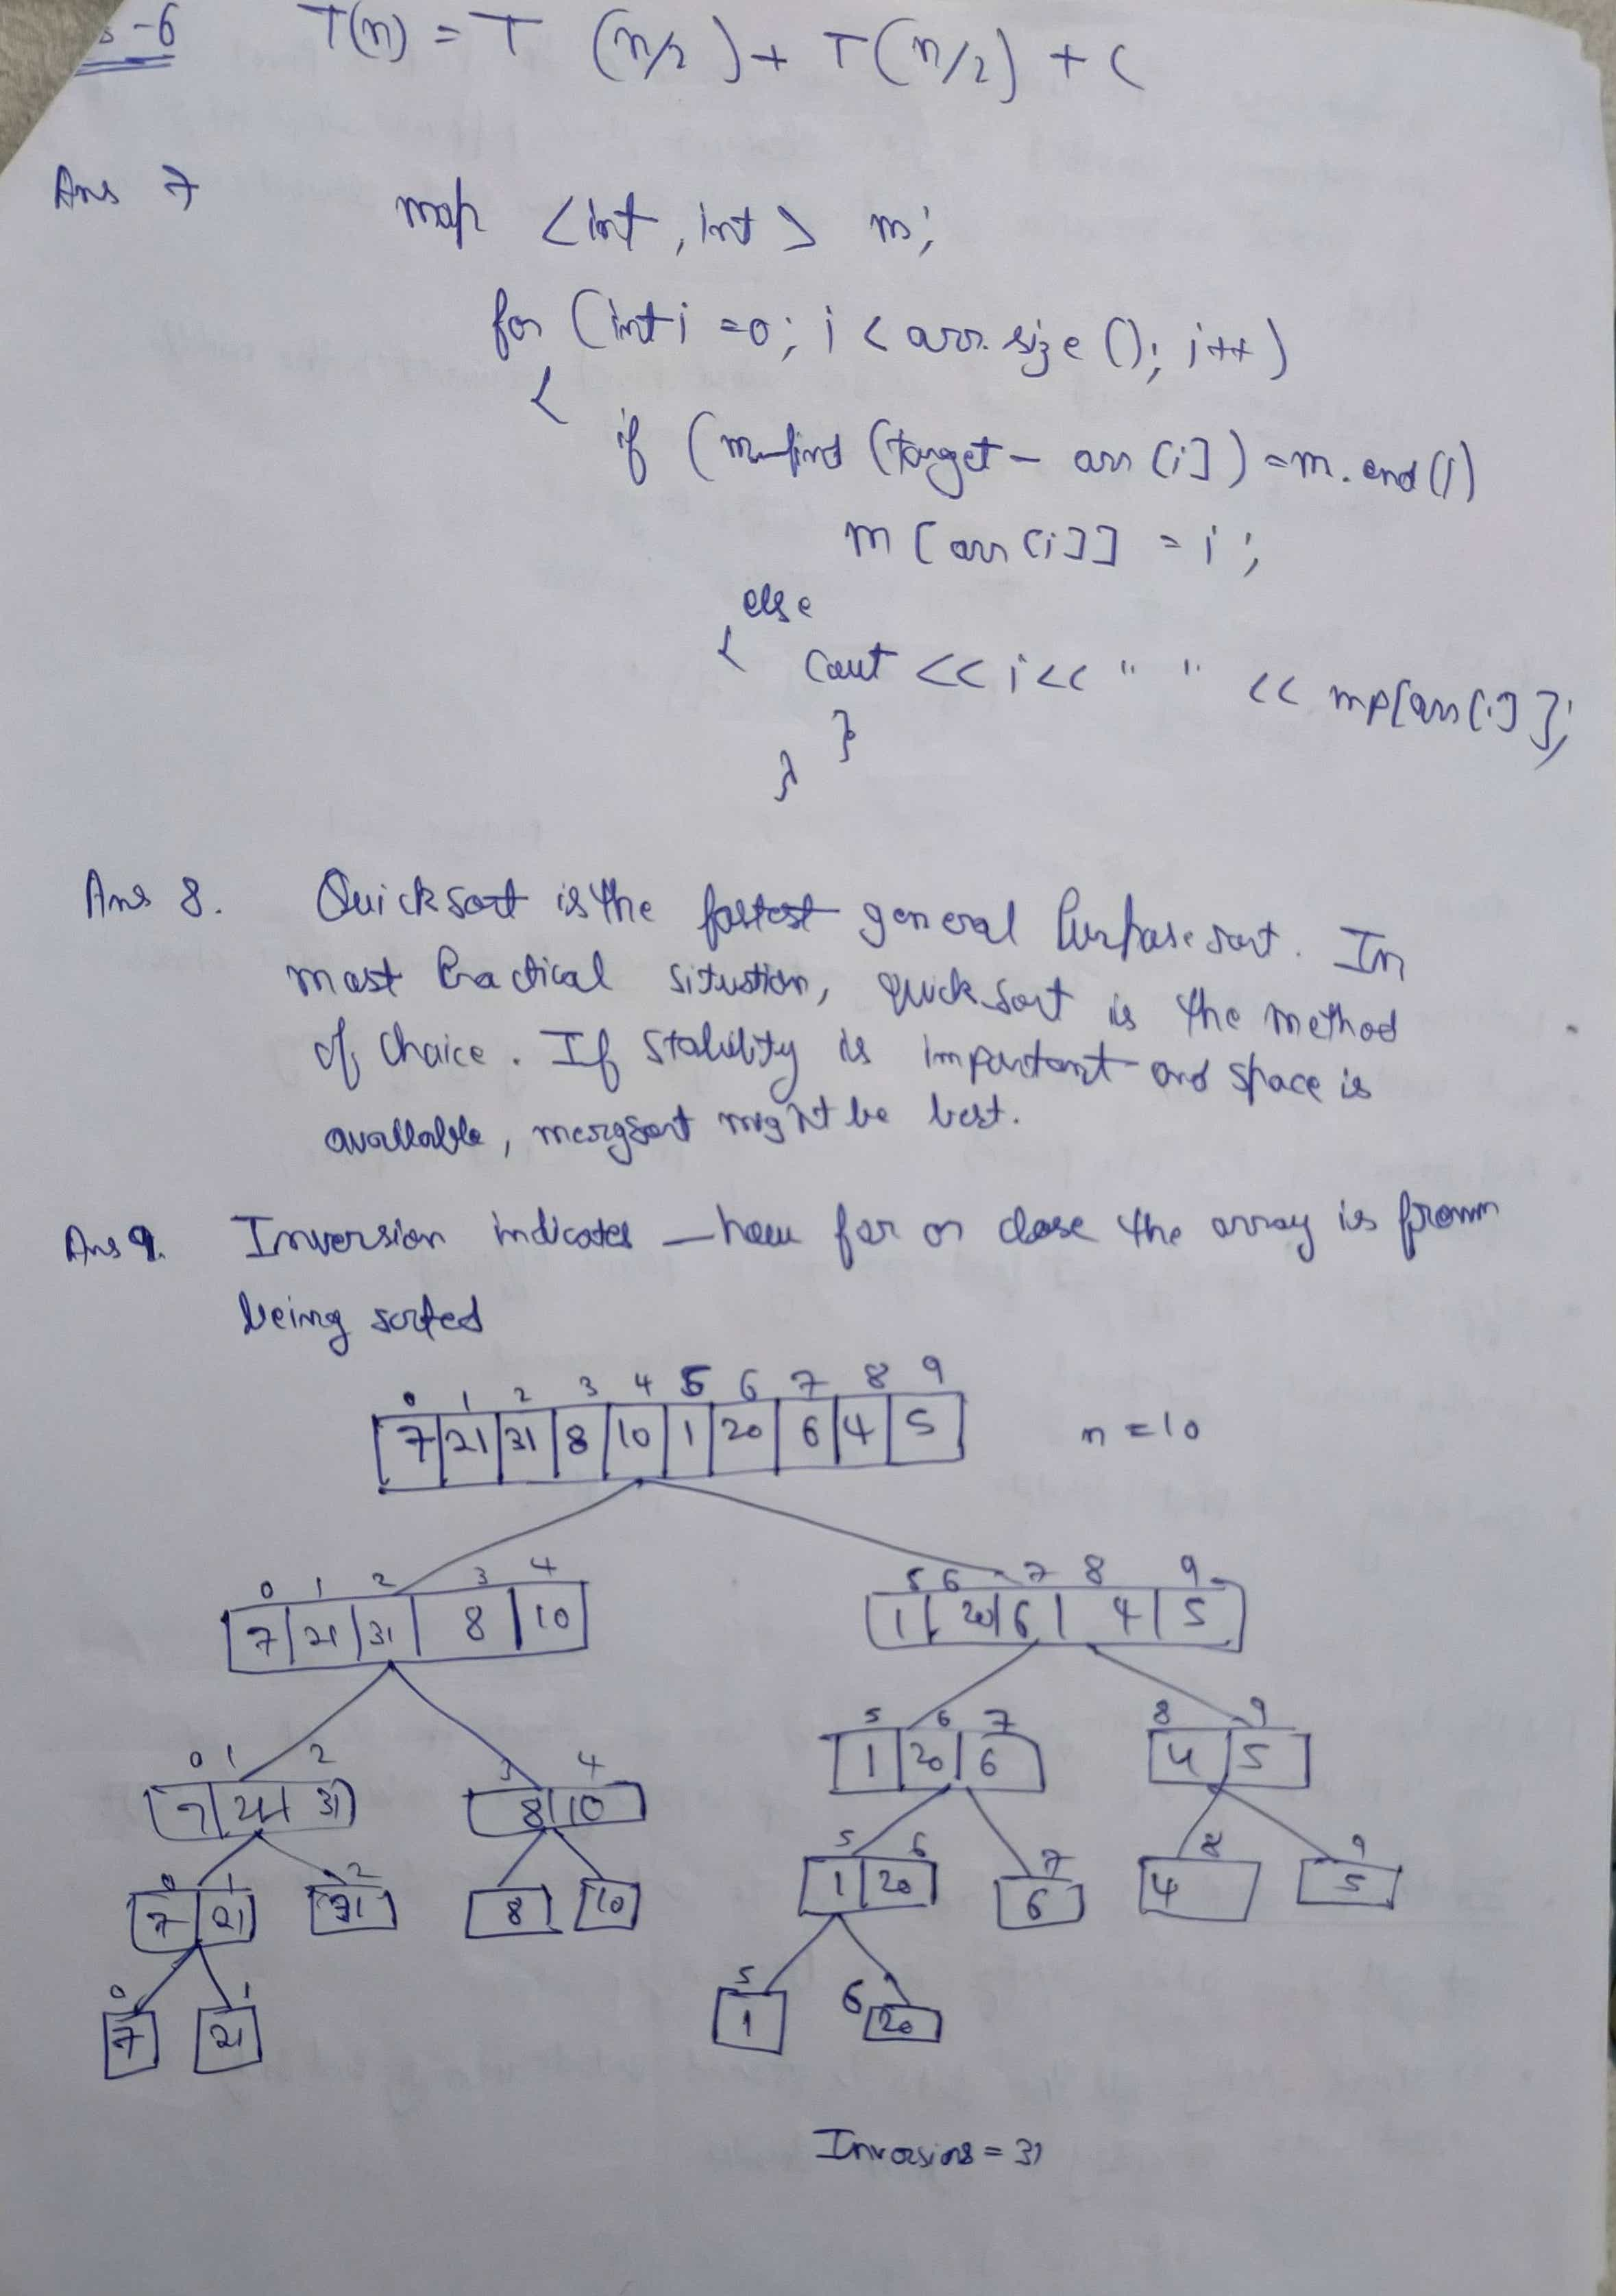 s-6 T(n) = T (n/2) + T(n/2) + C
Ans 7 map <int, int> m;
for (int i =0; i < arr.size (); i++)
{
if (m.find (target - arr[i]) = m.end())
m[arr[i]] = i;
else
{ cout << i << " " << mp[arr[i]];
}
}
Ans 8. Quick sort is the fastest general Purpose sort. In
most Practical situstion, quick sort is the method
of choice. If stability is important and space is
available, mergsort might be best.
Ans 9. Inversion indicates – how far or close the array is from
being sorted
0 1 2 3 4 5 6 7 8 9
7 21 31 8 10 1 20 6 4 5 n = 10
0 1 2 3 4 5 6 7 8 9
7 21 31 8 10 1 20 6 4 5
0 1 2 3 4 5 6 7 8 9
7 21 31 8 10 1 20 6 4 5
0 1 2 5 6 7 8 9
7 21 31 8 10 1 20 6 4 5
0 1 5 6
7 21 1 20
Inversions = 31